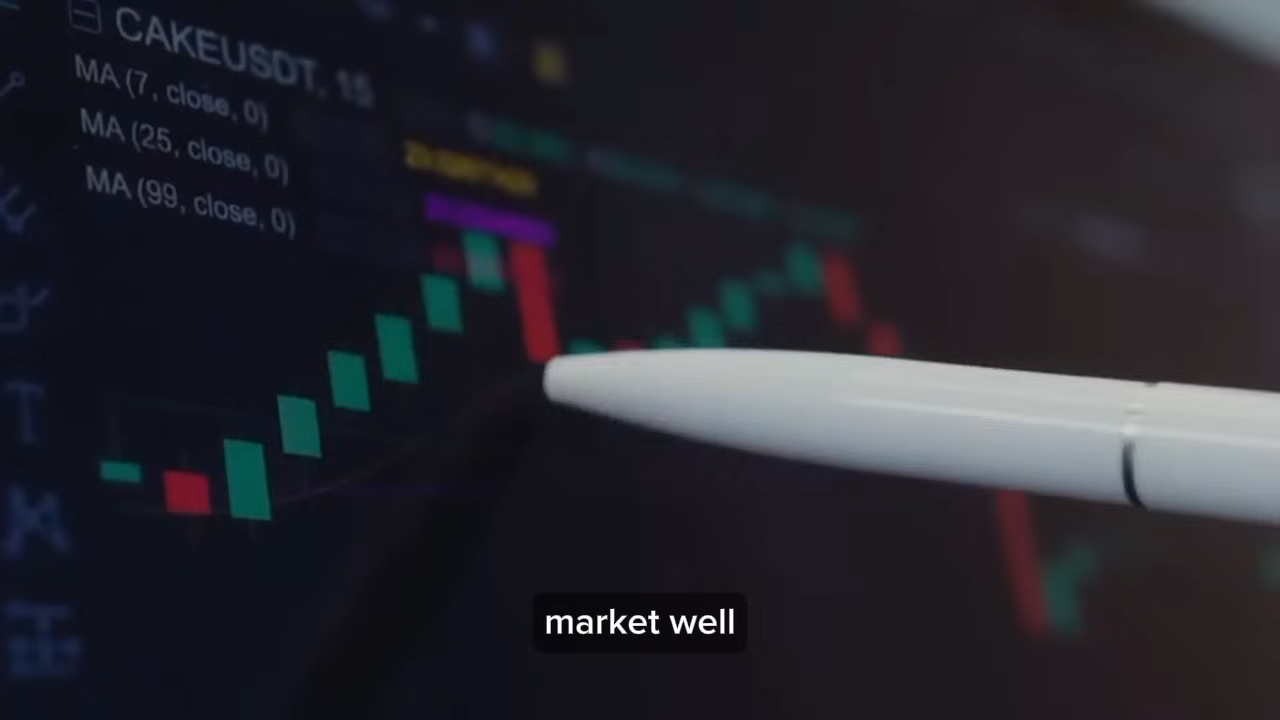 CAKEUSDT, 15
MA (7, close, 0)
MA (25, close, 0)
MA (99, close, 0)
market well